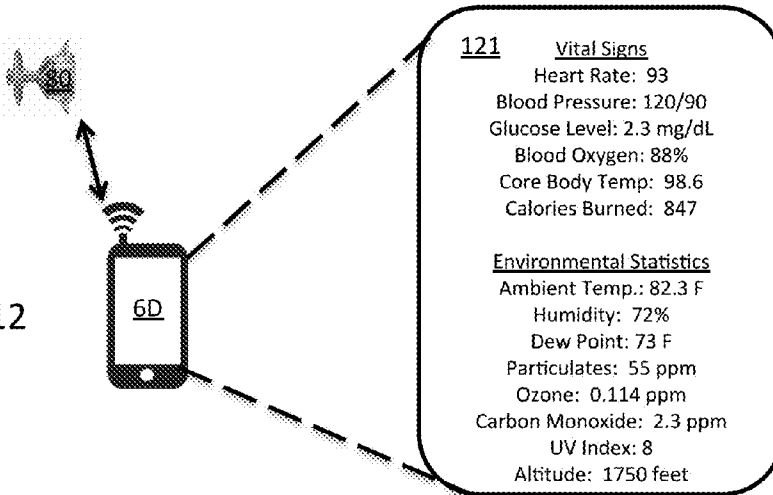 80
121
Vital Signs
Heart Rate: 93
Blood Pressure: 120/90
Glucose Level: 2.3 mg/dL
Blood Oxygen: 88%
Core Body Temp: 98.6
Calories Burned: 847
Environmental Statistics
Ambient Temp.: 82.3 F
Humidity: 72%
Dew Point: 73 F
Particulates: 55 ppm
Ozone: 0.114 ppm
Carbon Monoxide: 2.3 ppm
UV Index: 8
Altitude: 1750 feet
6D
12